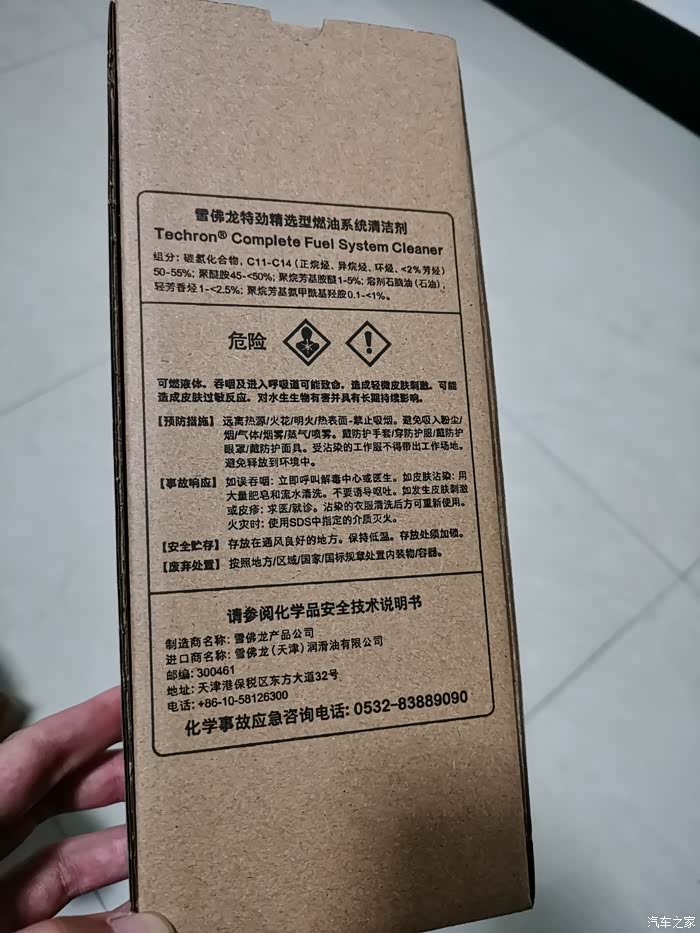 雪佛龙特劲精选型燃油系统清洁剂
Techron® Complete Fuel System Cleaner
组分: 碳氢化合物, C11-C14 (正烷烃、异烷烃、环烃、<2%芳烃)
50-55%; 聚醚胺45-<50%; 聚烷芳基胺醚1-5%; 溶剂石脑油(石油),
轻芳香烃1-<2.5%; 聚烷芳基氨甲酰基羟胺0.1-<1%。
危险
可燃液体。吞咽及进入呼吸道可能致命。造成轻微皮肤刺激。可能
造成皮肤过敏反应。对水生生物有害并具有长期持续影响。
【预防措施】 远离热源/火花/明火/热表面-禁止吸烟。避免吸入粉尘/
烟/气体/烟雾/蒸气/喷雾。戴防护手套/穿防护服/戴防护
眼罩/戴防护面具。受沾染的工作服不得带出工作场地。
避免释放到环境中。
【事故响应】 如误吞咽: 立即呼叫解毒中心或医生。如皮肤沾染: 用
大量肥皂和流水清洗。不要诱导呕吐。如发生皮肤刺激
或皮疹: 求医/就诊。沾染的衣服清洗后方可重新使用。
火灾时: 使用SDS中指定的介质灭火。
【安全贮存】 存放在通风良好的地方。保持低温。存放处须加锁。
【废弃处置】 按照地方/区域/国家/国标规章处置内装物/容器。
请参阅化学品安全技术说明书
制造商名称: 雪佛龙产品公司
进口商名称: 雪佛龙(天津)润滑油有限公司
邮编: 300461
地址: 天津港保税区东方大道32号
电话: +86-10-58126300
化学事故应急咨询电话: 0532-83889090
汽车之家